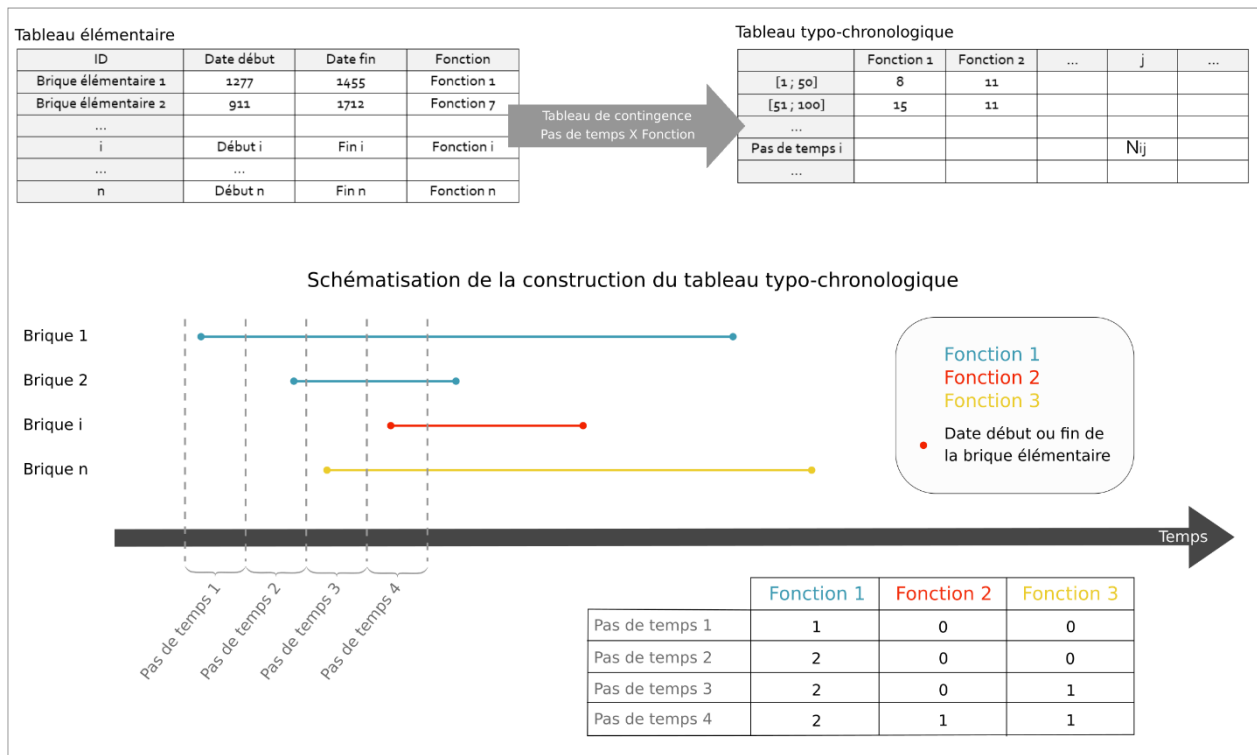 Tableau élémentaire
ID Date début Date fin Fonction
Brique élémentaire 1 1277 1455 Fonction 1
Brique élémentaire 2 911 1712 Fonction 7
...
i Début i Fin i Fonction i
... ...
n Début n Fin n Fonction n
Tableau de contingence
Pas de temps X Fonction
Tableau typo-chronologique
Fonction 1 Fonction 2 ... j ...
[1 ; 50] 8 11
[51 ; 100] 15 11
...
Pas de temps i Nij
...
Schématisation de la construction du tableau typo-chronologique
Brique 1
Brique 2
Brique i
Brique n
Fonction 1
Fonction 2
Fonction 3
Date début ou fin de
la brique élémentaire
Temps
Pas de temps 1
Pas de temps 2
Pas de temps 3
Pas de temps 4
Fonction 1 Fonction 2 Fonction 3
Pas de temps 1 1 0 0
Pas de temps 2 2 0 0
Pas de temps 3 2 0 1
Pas de temps 4 2 1 1